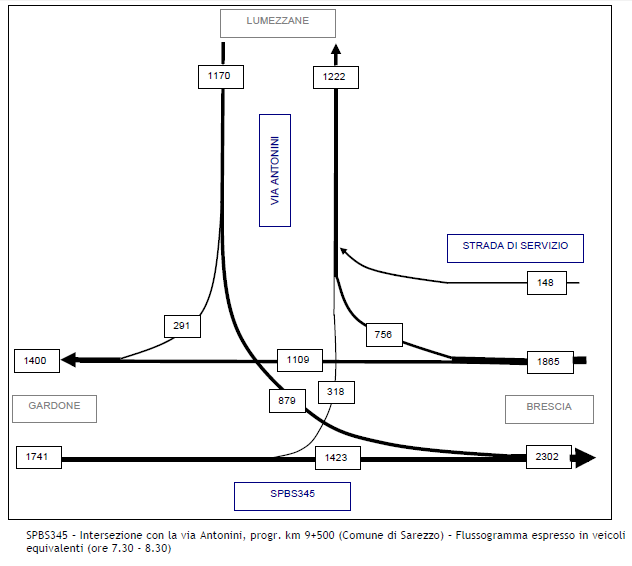 LUMEZZANE
1170
1222
VIA ANTONINI
STRADA DI SERVIZIO
148
291
756
1400
1109
1865
879
318
GARDONE
BRESCIA
1741
1423
2302
SPBS345
SPBS345 - Intersezione con la via Antonini, progr. km 9+500 (Comune di Sarezzo) - Flussogramma espresso in veicoli
equivalenti (ore 7.30 - 8.30)